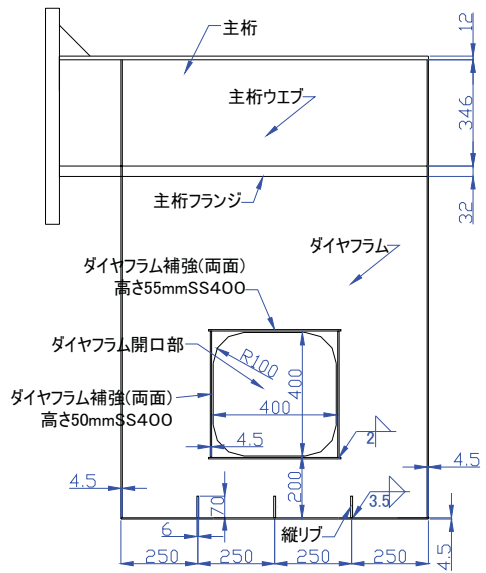 主桁
12
主桁ウエブ
346
主桁フランジ
32
ダイヤフラム
ダイヤフラム補強(両面)
高さ55mmSS400
ダイヤフラム開口部
R100
400
400
ダイヤフラム補強(両面)
高さ50mmSS400
4.5
2
4.5
4.5
70
200
3.5
6
縦リブ
250
250
250
250
4.5